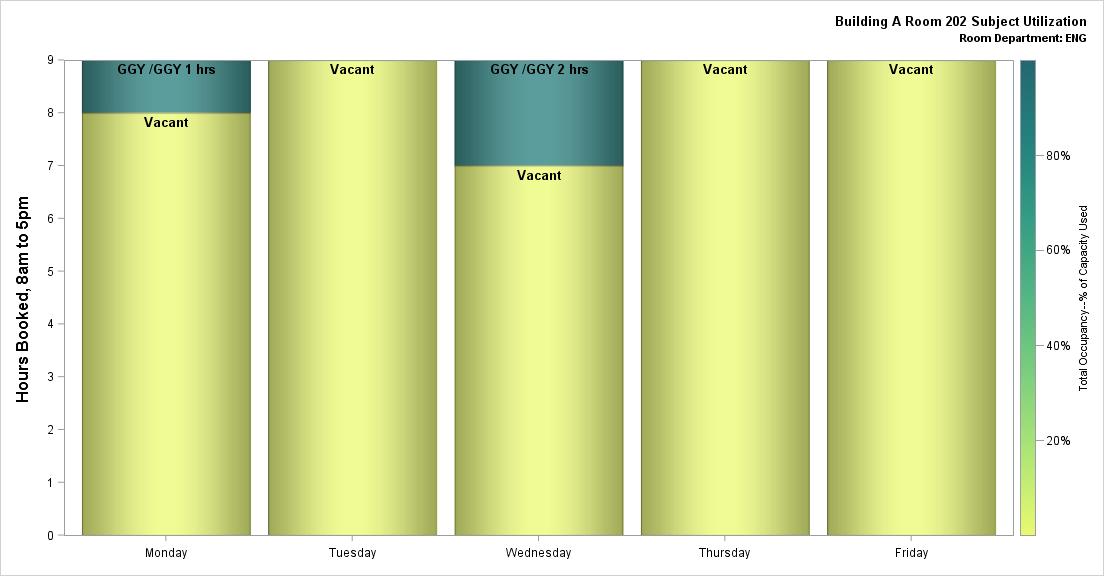 Building A Room 202 Subject Utilization
Room Department: ENG
Hours Booked, 8am to 5pm
9
8
7
6
5
4
3
2
1
0
GGY /GGY 1 hrs
Vacant
Vacant
GGY /GGY 2 hrs
Vacant
Vacant
Vacant
Monday
Tuesday
Wednesday
Thursday
Friday
80%
60%
40%
20%
Total Occupancy--% of Capacity Used